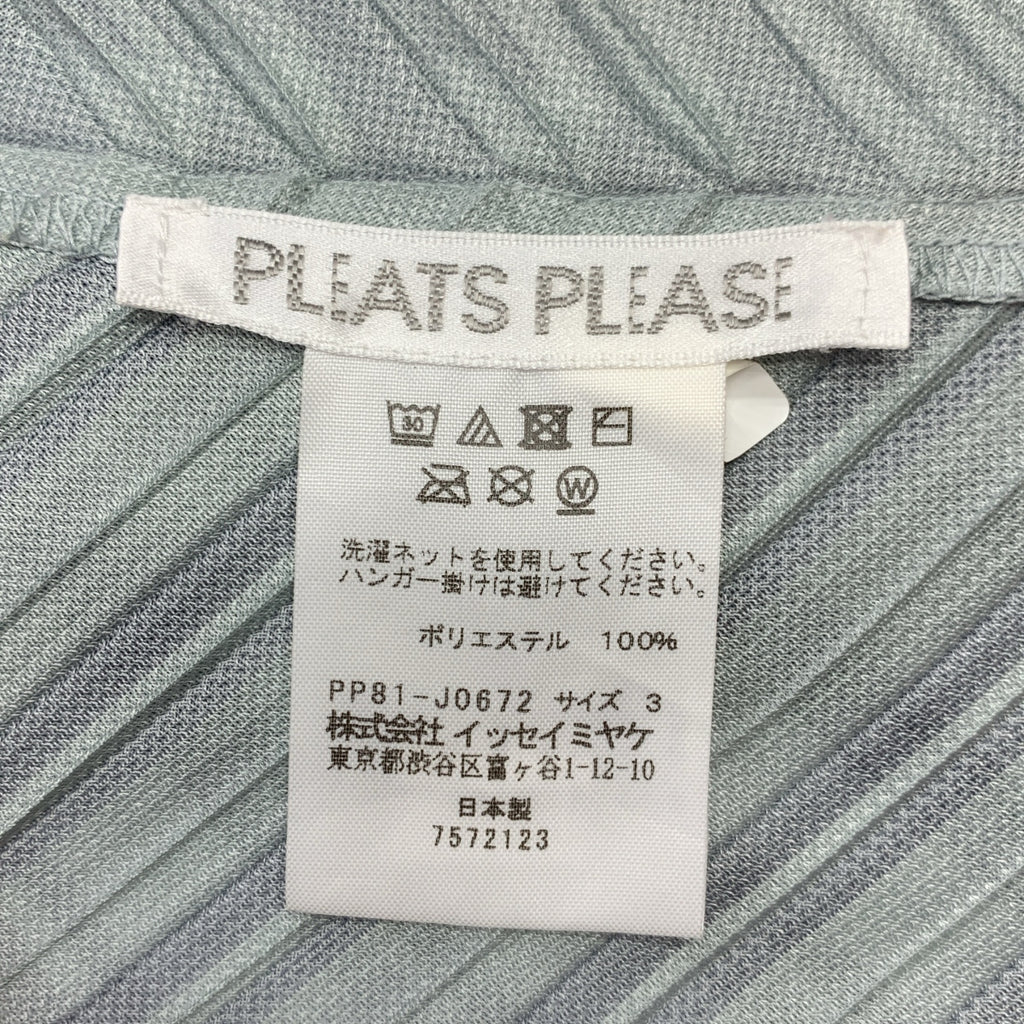 PLEATS PLEASE
30
W
洗濯ネットを使用してください。
ハンガー掛けは避けてください。
ポリエステル 100%
PP81-J0672 サイズ 3
株式会社 イッセイミヤケ
東京都渋谷区富ヶ谷1-12-10
日本製
7572123